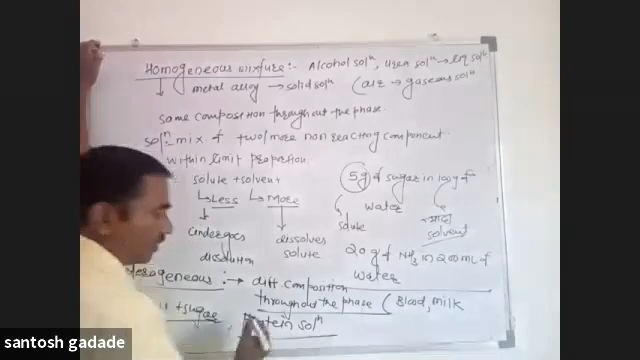 Homogeneous mixture:- Alcohol solⁿ, urea solⁿ → liq solⁿ
↓ metal alloy → solid solⁿ (air → gaseous solⁿ
same composition throughout the phase.
solⁿ:- mix of two/more non reacting component
within limit proportion.
solute + solvent
Less More
undergoes dissolution
dissolves solute
5g of sugar in 100g of
water
solute
solvent
20 g of NH₃ in 200 mL of
water
Heterogeneous :→ diff composition
throughout the phase (Blood, milk
+ sugar, protein solⁿ
santosh gadade